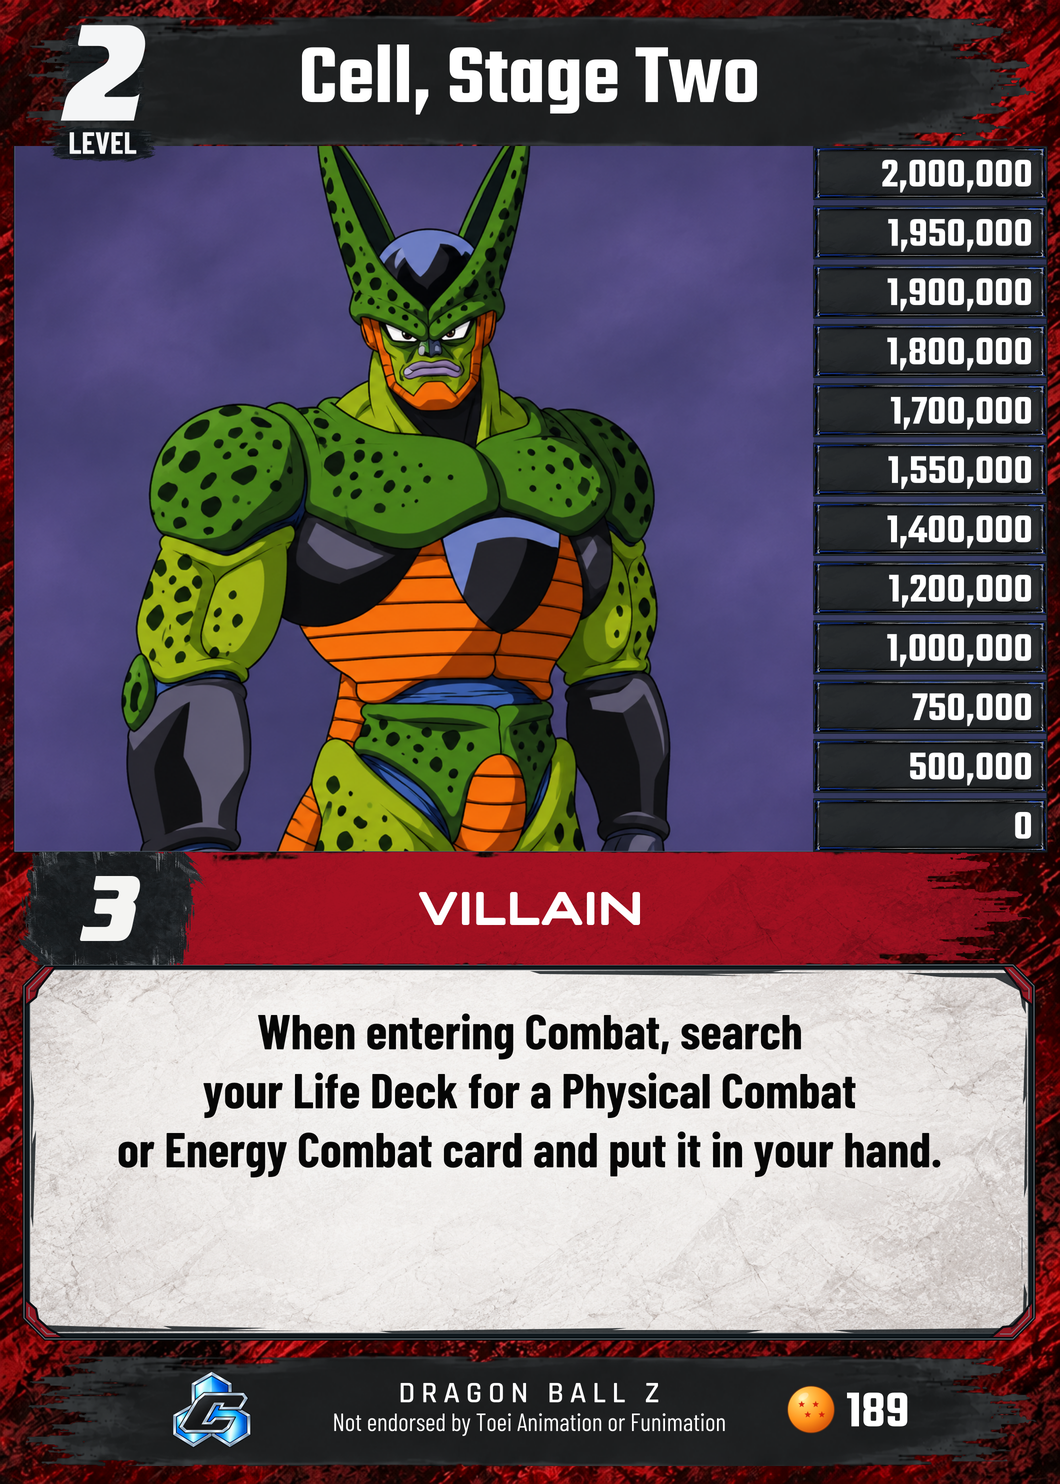 2
LEVEL
Cell, Stage Two
2,000,000
1,950,000
1,900,000
1,800,000
1,700,000
1,550,000
1,400,000
1,200,000
1,000,000
750,000
500,000
0
3
VILLAIN
When entering Combat, search
your Life Deck for a Physical Combat
or Energy Combat card and put it in your hand.
DRAGON BALL Z
Not endorsed by Toei Animation or Funimation
189